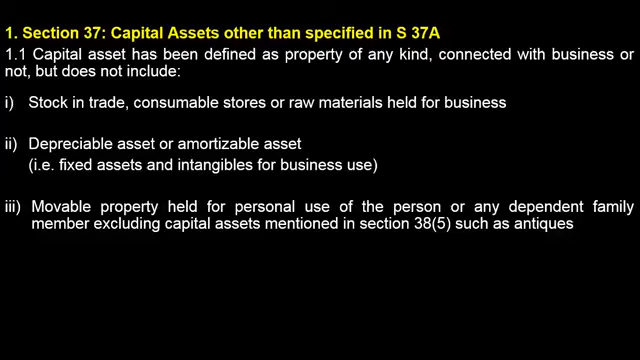 1. Section 37: Capital Assets other than specified in S 37A
1.1 Capital asset has been defined as property of any kind, connected with business or
not, but does not include:
i) Stock in trade, consumable stores or raw materials held for business
ii) Depreciable asset or amortizable asset
(i.e. fixed assets and intangibles for business use)
iii) Movable property held for personal use of the person or any dependent family
member excluding capital assets mentioned in section 38(5) such as antiques